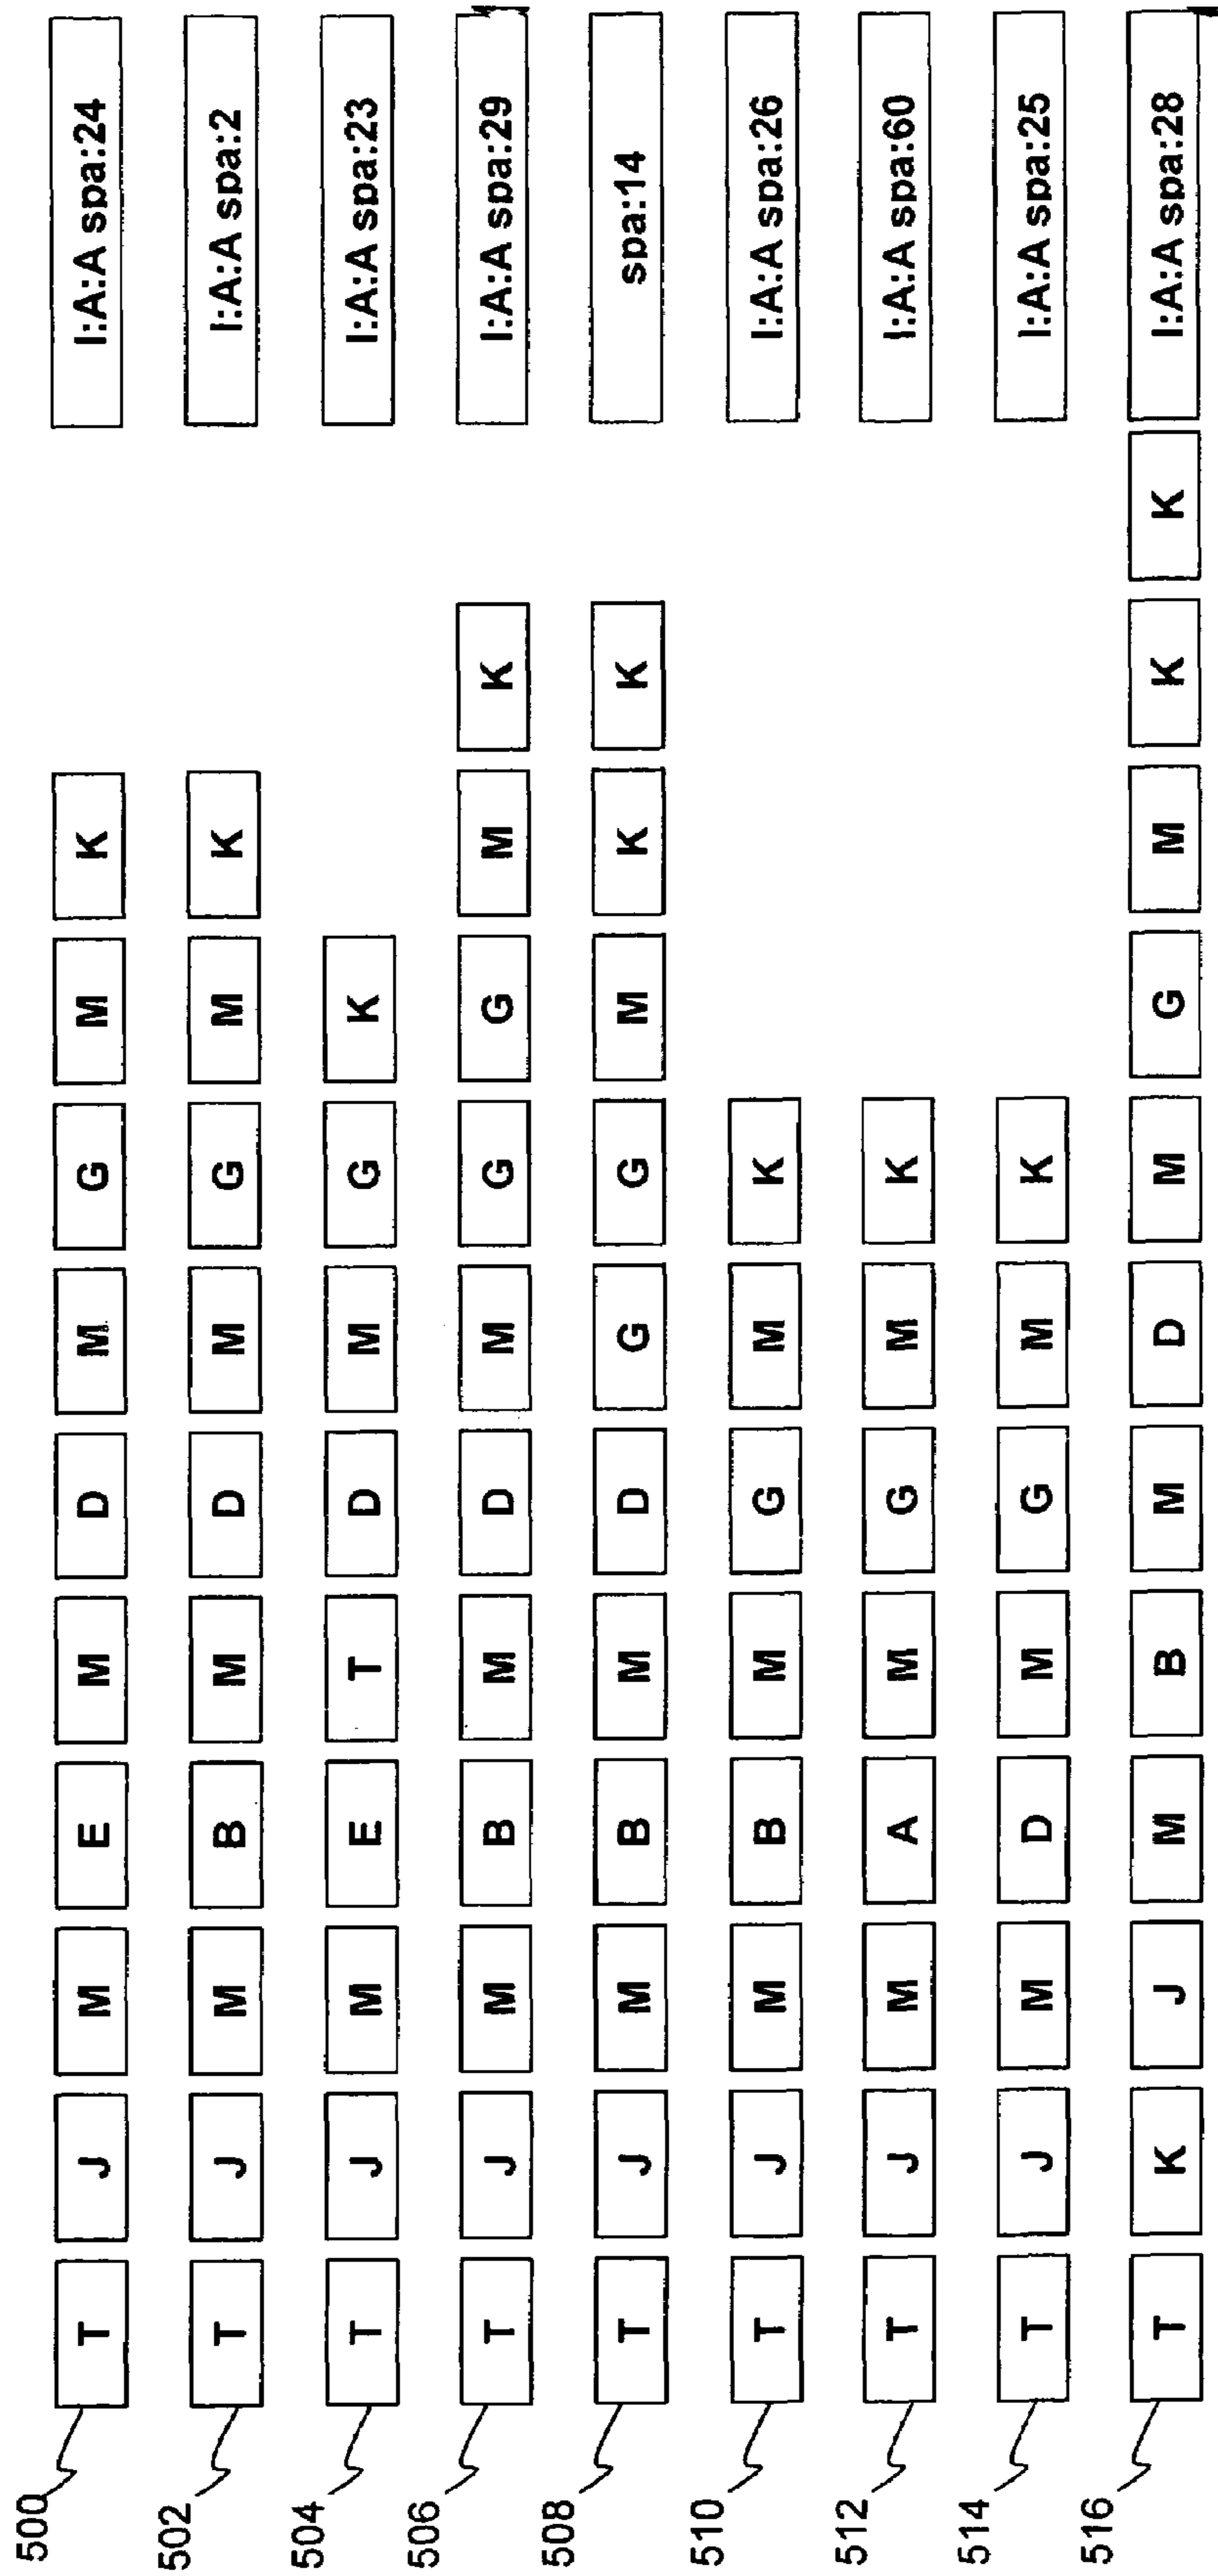 500 T J M E M D M G M K I:A:A spa:24
502 T J M B M D M G M K I:A:A spa:2
504 T J M E T D M G K I:A:A spa:23
506 T J M B M D M G G M K I:A:A spa:29
508 T J M B M D G G M K K spa:14
510 T J M B M G M K I:A:A spa:26
512 T J M A M G M K I:A:A spa:60
514 T J M D M G M K I:A:A spa:25
516 T K J M B M D M G M K K I:A:A spa:28